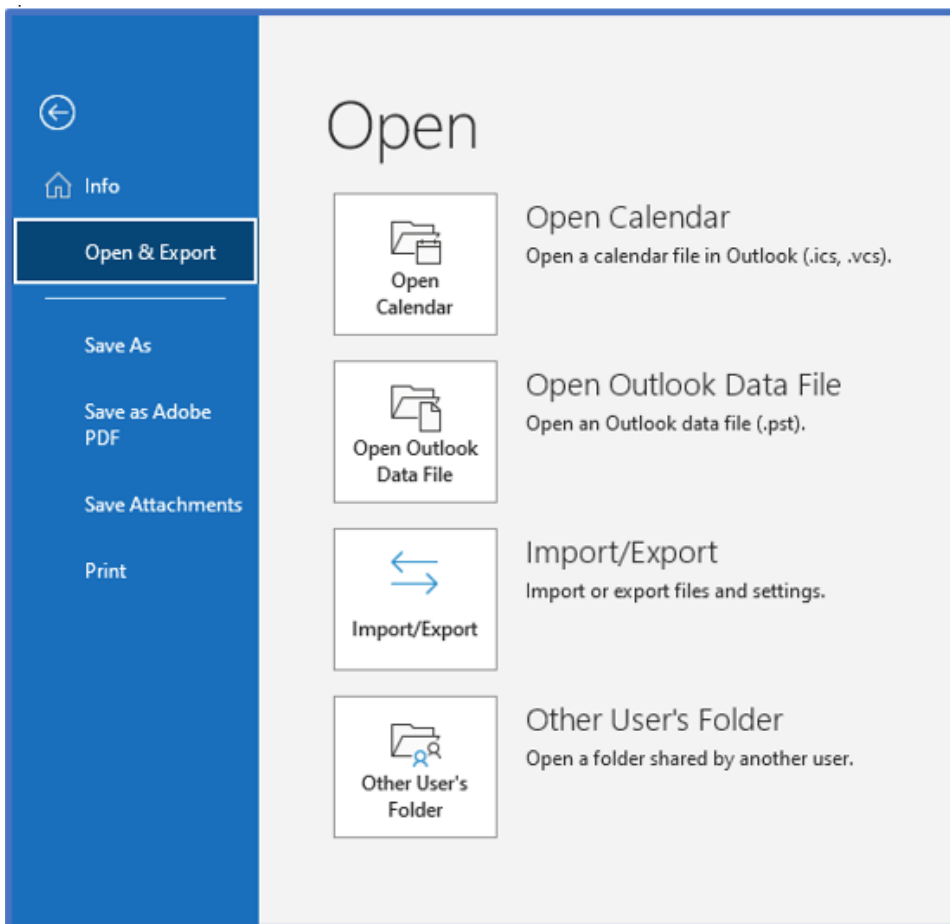 Info
Open & Export
Save As
Save as Adobe
PDF
Save Attachments
Print
Open
Open
Calendar
Open Calendar
Open a calendar file in Outlook (.ics, .vcs).
Open Outlook
Data File
Open Outlook Data File
Open an Outlook data file (.pst).
Import/Export
Import/Export
Import or export files and settings.
Other User's
Folder
Other User's Folder
Open a folder shared by another user.